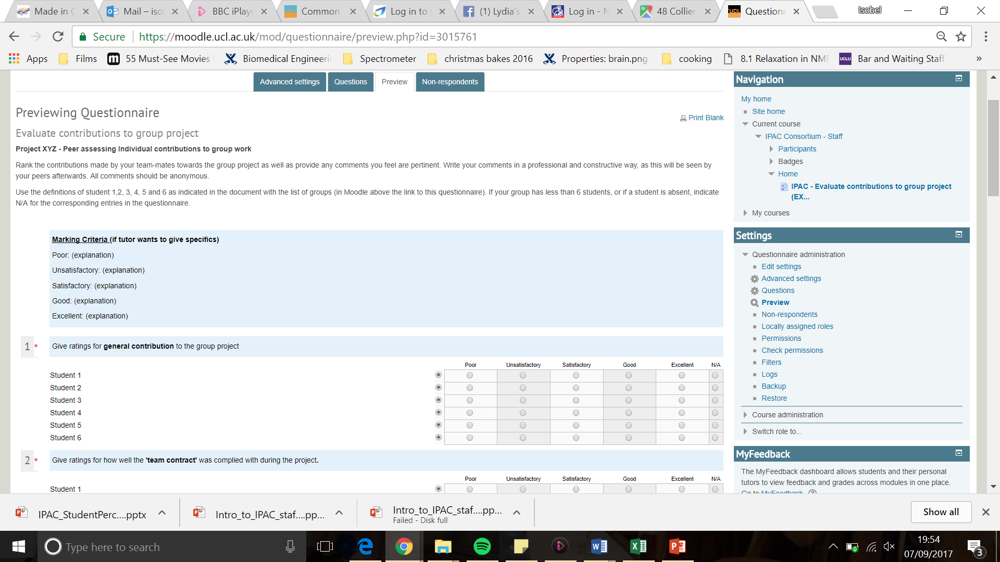 Made in C
Mail – iso
BBC iPlaye
Common
Log in to y
(1) Lydia's
Log in - N
48 Collier
Questionn
Isobel
Secure
https://moodle.ucl.ac.uk/mod/questionnaire/preview.php?id=3015761
Apps
Films
55 Must-See Movies
Biomedical Engineeri
Spectrometer
christmas bakes 2016
Properties: brain.png
cooking
8.1 Relaxation in NMR
UCLU
Bar and Waiting Staff
»
Advanced settings
Questions
Preview
Non-respondents
Previewing Questionnaire
Print Blank
Evaluate contributions to group project
Project XYZ - Peer assessing Individual contributions to group work
Rank the contributions made by your team-mates towards the group project as well as provide any comments you feel are pertinent. Write your comments in a professional and constructive way, as this will be seen by
your peers afterwards. All comments should be anonymous.
Use the definitions of student 1,2, 3, 4, 5 and 6 as indicated in the document with the list of groups (in Moodle above the link to this questionnaire). If your group has less than 6 students, or if a student is absent, indicate
N/A for the corresponding entries in the questionnaire.
Marking Criteria (if tutor wants to give specifics)
Poor: (explanation)
Unsatisfactory: (explanation)
Satisfactory: (explanation)
Good: (explanation)
Excellent: (explanation)
1 * Give ratings for general contribution to the group project
Poor Unsatisfactory Satisfactory Good Excellent N/A
Student 1
Student 2
Student 3
Student 4
Student 5
Student 6
2 * Give ratings for how well the 'team contract' was complied with during the project.
Poor Unsatisfactory Satisfactory Good Excellent N/A
Student 1
Navigation
My home
Site home
Current course
IPAC Consortium - Staff
Participants
Badges
Home
IPAC - Evaluate contributions to group project
(EX...
My courses
Settings
Questionnaire administration
Edit settings
Advanced settings
Questions
Preview
Non-respondents
Locally assigned roles
Permissions
Check permissions
Filters
Logs
Backup
Restore
Course administration
Switch role to...
MyFeedback
The MyFeedback dashboard allows students and their personal
tutors to view feedback and grades across modules in one place.
Go to MyFeedback
IPAC_StudentPerc....pptx
Intro_to_IPAC_staf....pp...
Intro_to_IPAC_staf....pp...
Failed - Disk full
Show all
Type here to search
19:54
07/09/2017
3